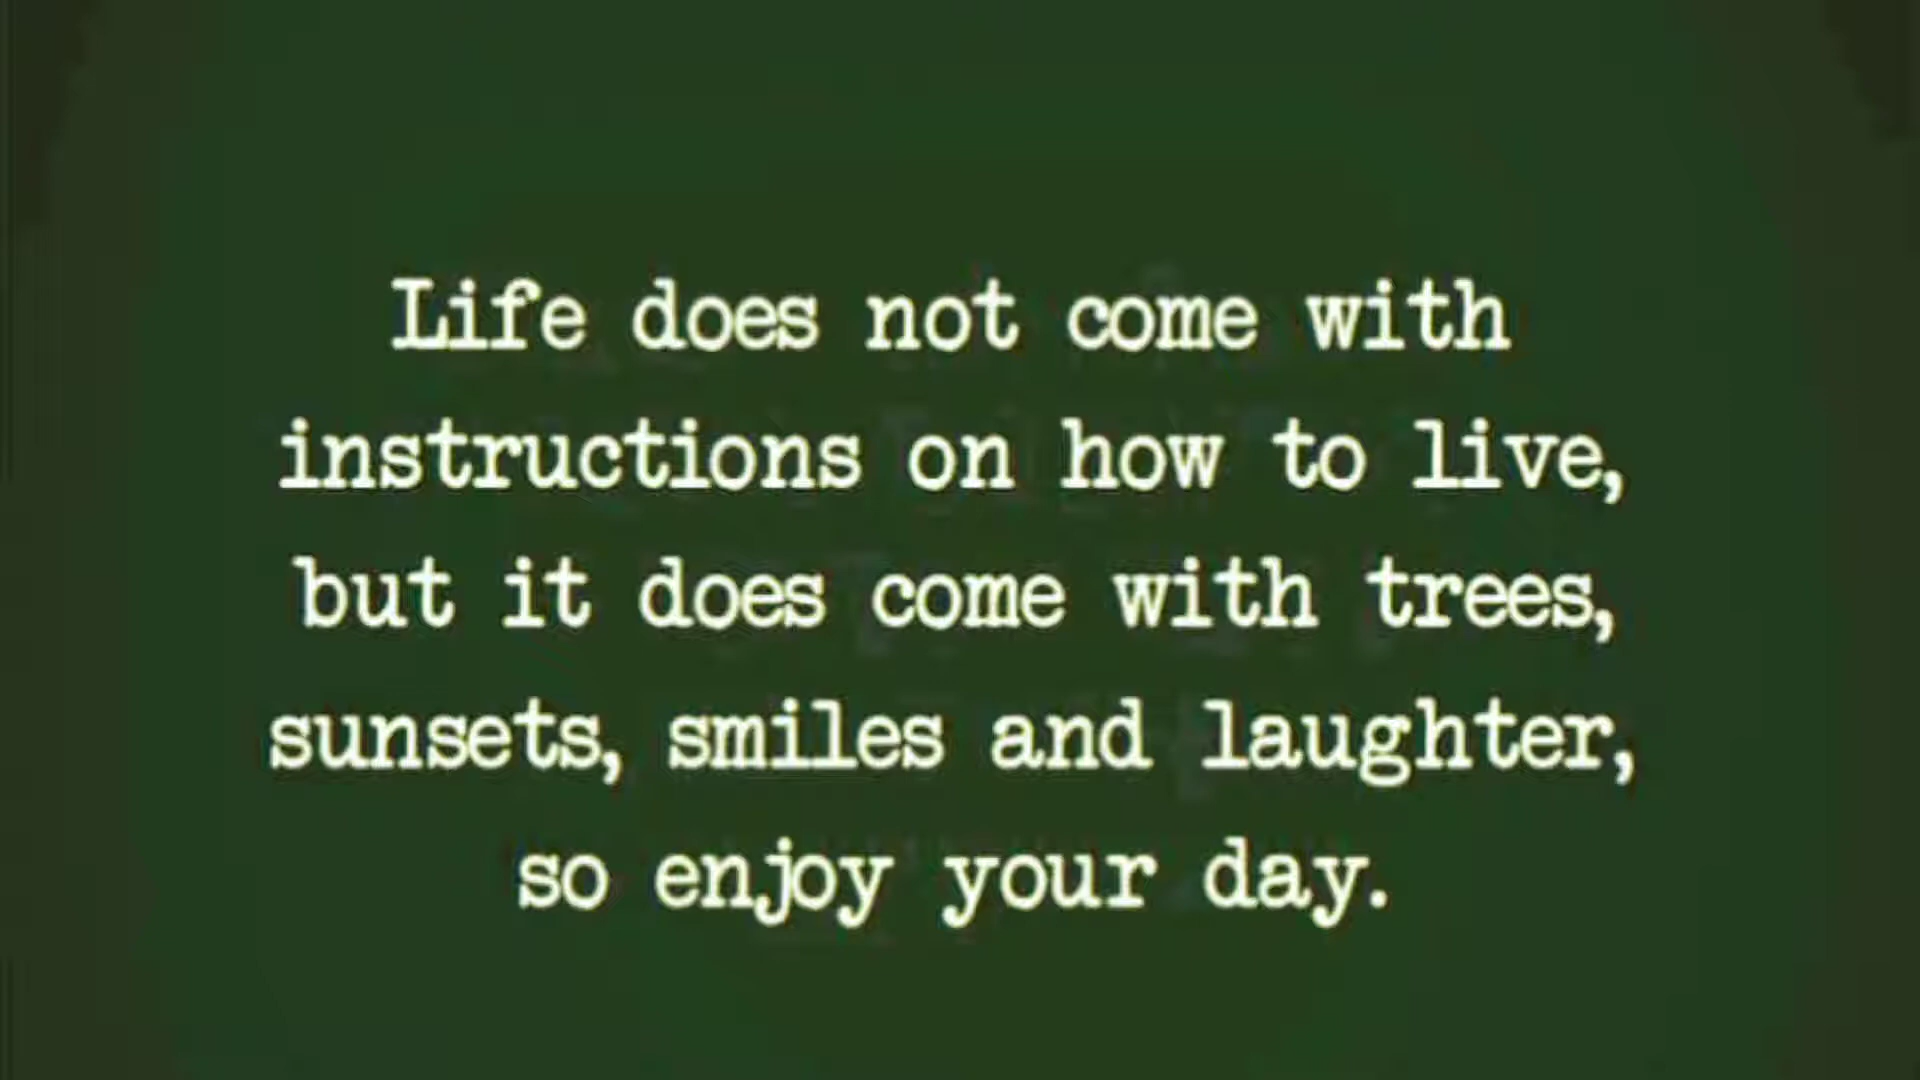 Life does not come with
instructions on how to live,
but it does come with trees,
sunsets, smiles and laughter,
so enjoy your day.